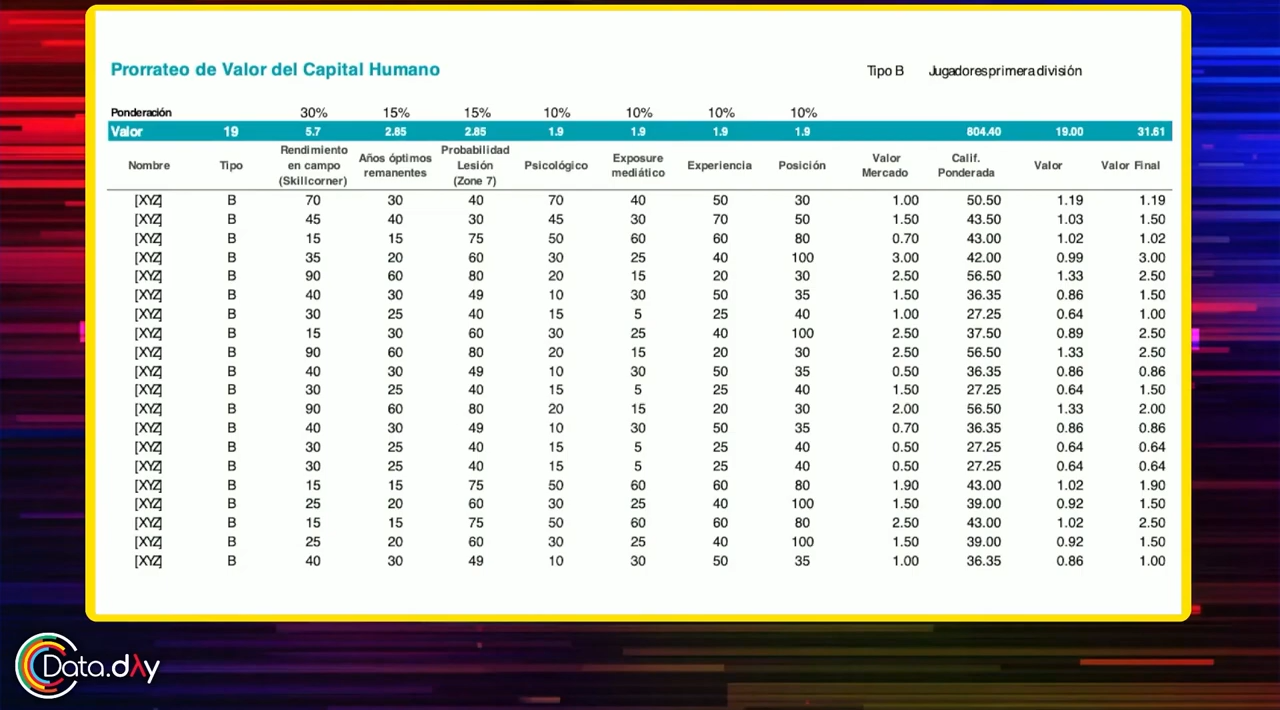 Prorrateo de Valor del Capital Humano
Tipo B Jugadoresprimera división
Ponderación 30% 15% 15% 10% 10% 10% 10%
Valor 19 5.7 2.85 2.85 1.9 1.9 1.9 1.9 804.40 19.00 31.61
Nombre Tipo Rendimiento en campo (Skillcorner) Años óptimos remanentes Probabilidad Lesión (Zone 7) Psicológico Exposure mediático Experiencia Posición Valor Mercado Calif. Ponderada Valor Valor Final
[XYZ] B 70 30 40 70 40 50 30 1.00 50.50 1.19 1.19
[XYZ] B 45 40 30 45 30 70 50 1.50 43.50 1.03 1.50
[XYZ] B 15 15 75 50 60 60 80 0.70 43.00 1.02 1.02
[XYZ] B 35 20 60 30 25 40 100 3.00 42.00 0.99 3.00
[XYZ] B 90 60 80 20 15 20 30 2.50 56.50 1.33 2.50
[XYZ] B 40 30 49 10 30 50 35 1.50 36.35 0.86 1.50
[XYZ] B 30 25 40 15 5 25 40 1.00 27.25 0.64 1.00
[XYZ] B 15 30 60 30 25 40 100 2.50 37.50 0.89 2.50
[XYZ] B 90 60 80 20 15 20 30 2.50 56.50 1.33 2.50
[XYZ] B 40 30 49 10 30 50 35 0.50 36.35 0.86 0.86
[XYZ] B 30 25 40 15 5 25 40 1.50 27.25 0.64 1.50
[XYZ] B 90 60 80 20 15 20 30 2.00 56.50 1.33 2.00
[XYZ] B 40 30 49 10 30 50 35 0.70 36.35 0.86 0.86
[XYZ] B 30 25 40 15 5 25 40 0.50 27.25 0.64 0.64
[XYZ] B 30 25 40 15 5 25 40 0.50 27.25 0.64 0.64
[XYZ] B 15 15 75 50 60 60 80 1.90 43.00 1.02 1.90
[XYZ] B 25 20 60 30 25 40 100 1.50 39.00 0.92 1.50
[XYZ] B 15 15 75 50 60 60 80 2.50 43.00 1.02 2.50
[XYZ] B 25 20 60 30 25 40 100 1.50 39.00 0.92 1.50
[XYZ] B 40 30 49 10 30 50 35 1.00 36.35 0.86 1.00
Data.dλy